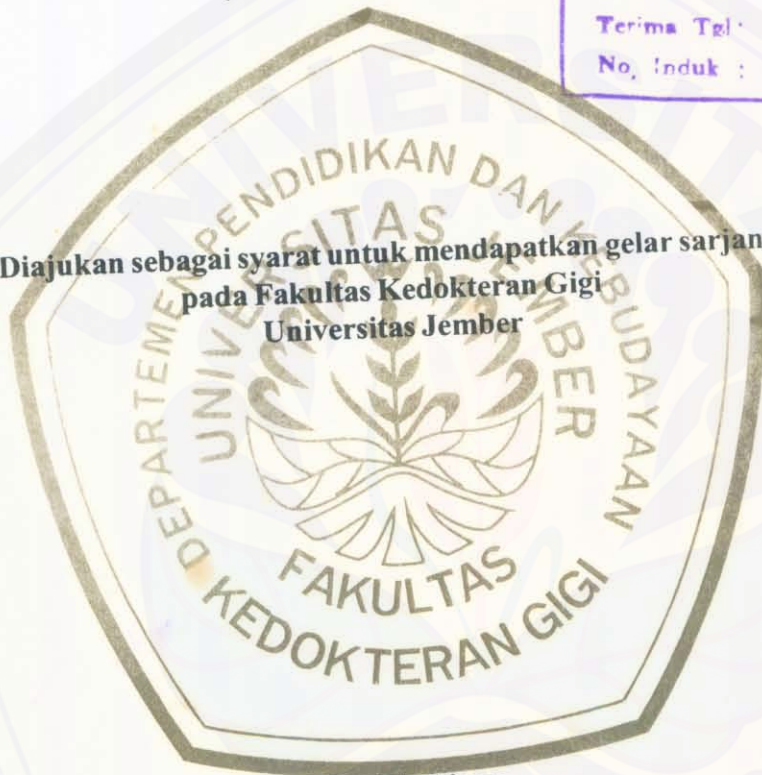 Terima Tgl:
No. Induk :
Diajukan sebagai syarat untuk mendapatkan gelar sarjan
pada Fakultas Kedokteran Gigi
Universitas Jember
DEPARTEMEN PENDIDIKAN DAN KEBUDAYAAN
UNIVERSITAS JEMBER
FAKULTAS
KEDOKTERAN GIGI